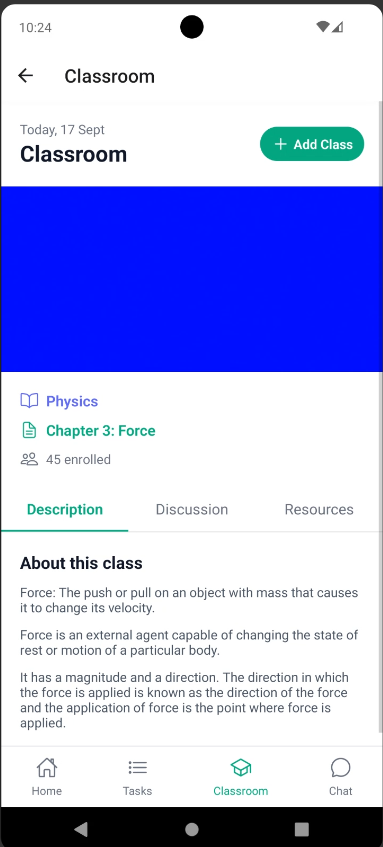 10:24
Classroom
Today, 17 Sept
Classroom
Add Class
Physics
Chapter 3: Force
45 enrolled
Description Discussion Resources
About this class
Force: The push or pull on an object with mass that causes
it to change its velocity.
Force is an external agent capable of changing the state of
rest or motion of a particular body.
It has a magnitude and a direction. The direction in which
the force is applied is known as the direction of the force
and the application of force is the point where force is
applied.
Home Tasks Classroom Chat